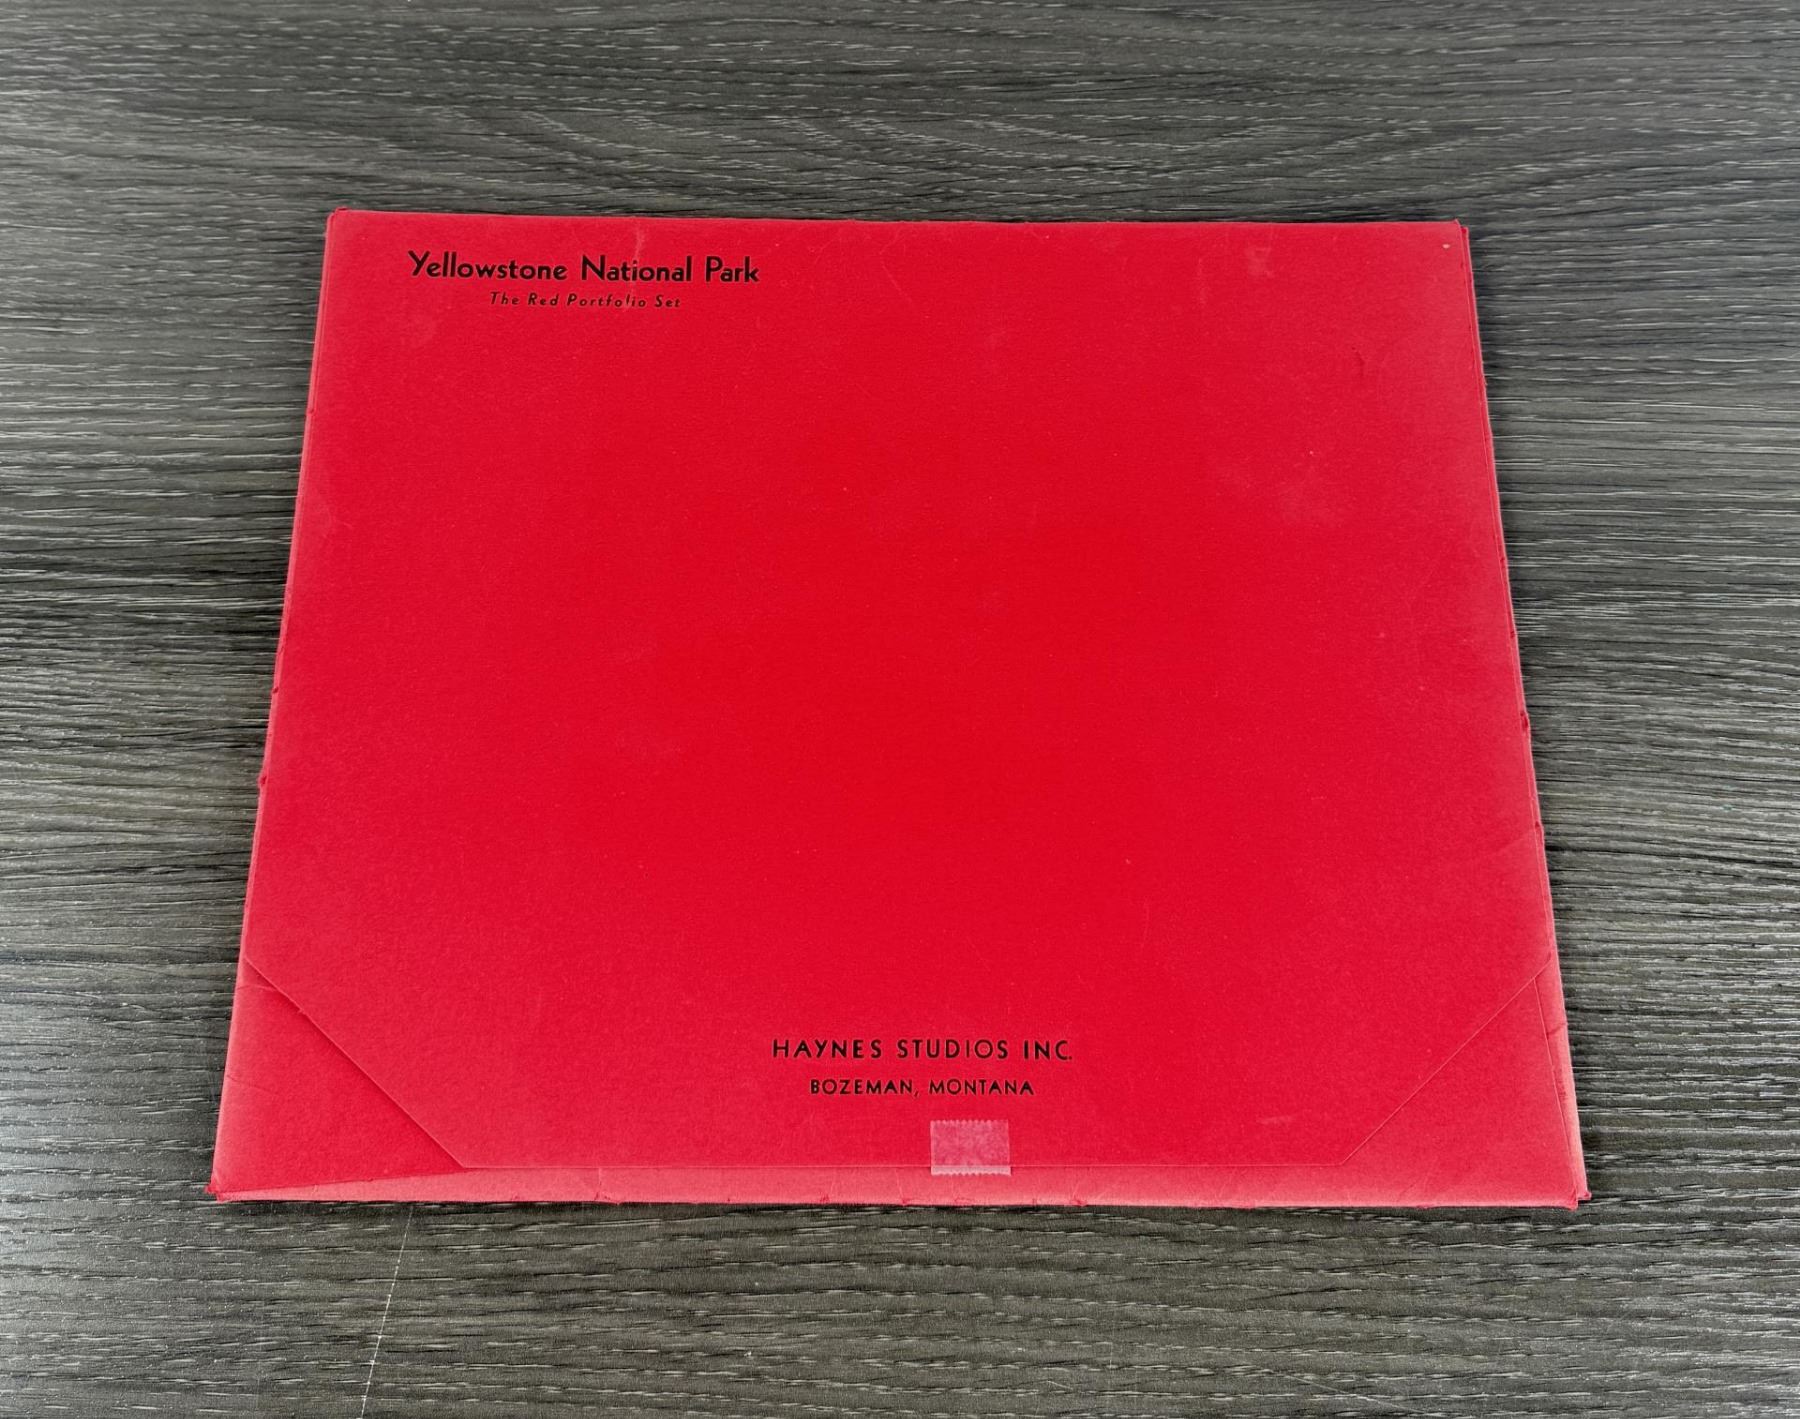 Yellowstone National Park
The Red Portfolio Set
HAYNES STUDIOS INC.
BOZEMAN, MONTANA